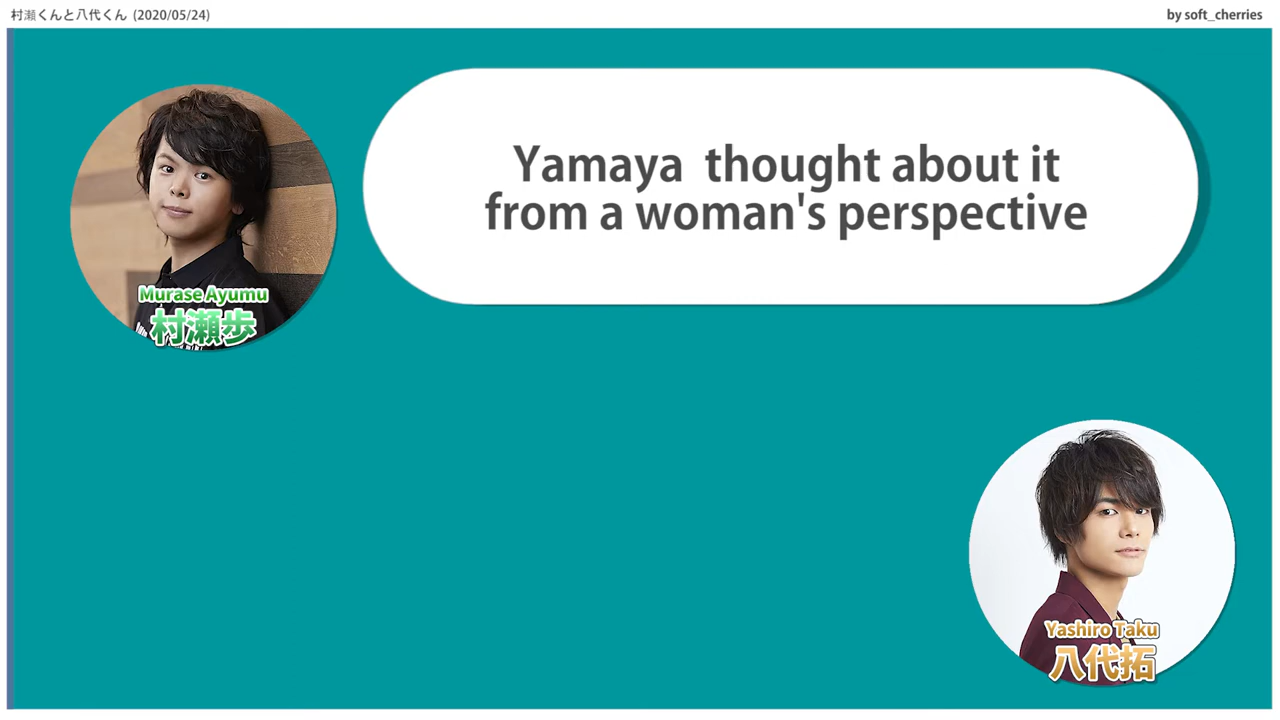 村瀬くんと八代くん (2020/05/24)
by soft_cherries
Yamaya  thought about it
from a woman's perspective
Murase Ayumu
村瀬歩
Yashiro Taku
八代拓